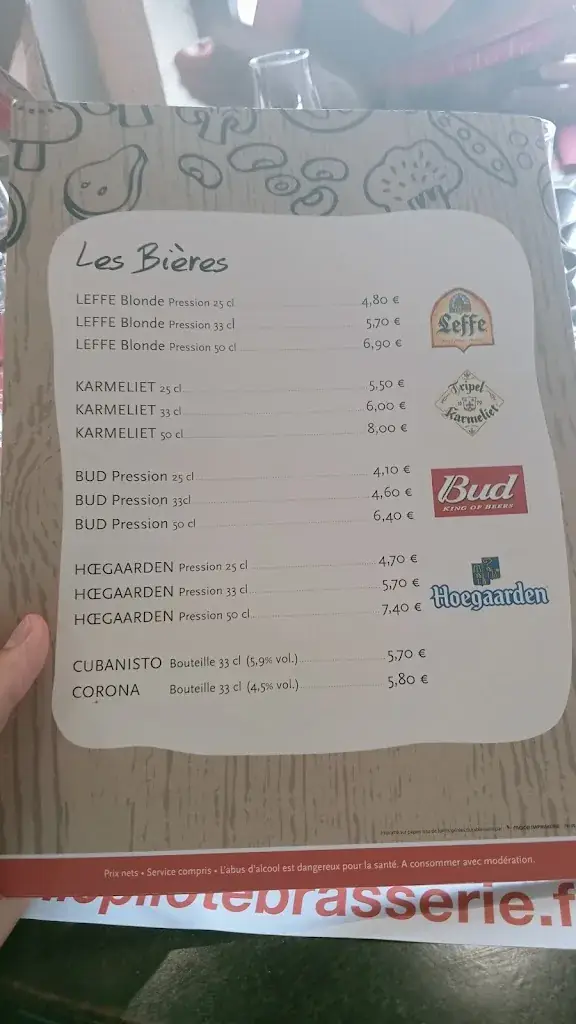 Les Bières
LEFFE Blonde Pression 25 cl 4,80 €
LEFFE Blonde Pression 33 cl 5,70 €
LEFFE Blonde Pression 50 cl 6,90 €
Leffe
KARMELIET 25 cl 5,50 €
KARMELIET 33 cl 6,00 €
KARMELIET 50 cl 8,00 €
Tripel
Karmeliet
BUD Pression 25 cl 4,10 €
BUD Pression 33cl 4,60 €
BUD Pression 50 cl 6,40 €
Bud
KING OF BEERS
HŒGAARDEN Pression 25 cl 4,70 €
HŒGAARDEN Pression 33 cl 5,70 €
HŒGAARDEN Pression 50 cl 7,40 €
Hoegaarden
CUBANISTO Bouteille 33 cl (5,9% vol.) 5,70 €
CORONA Bouteille 33 cl (4,5% vol.) 5,80 €
Prix nets • Service compris • L'abus d'alcool est dangereux pour la santé. A consommer avec modération.